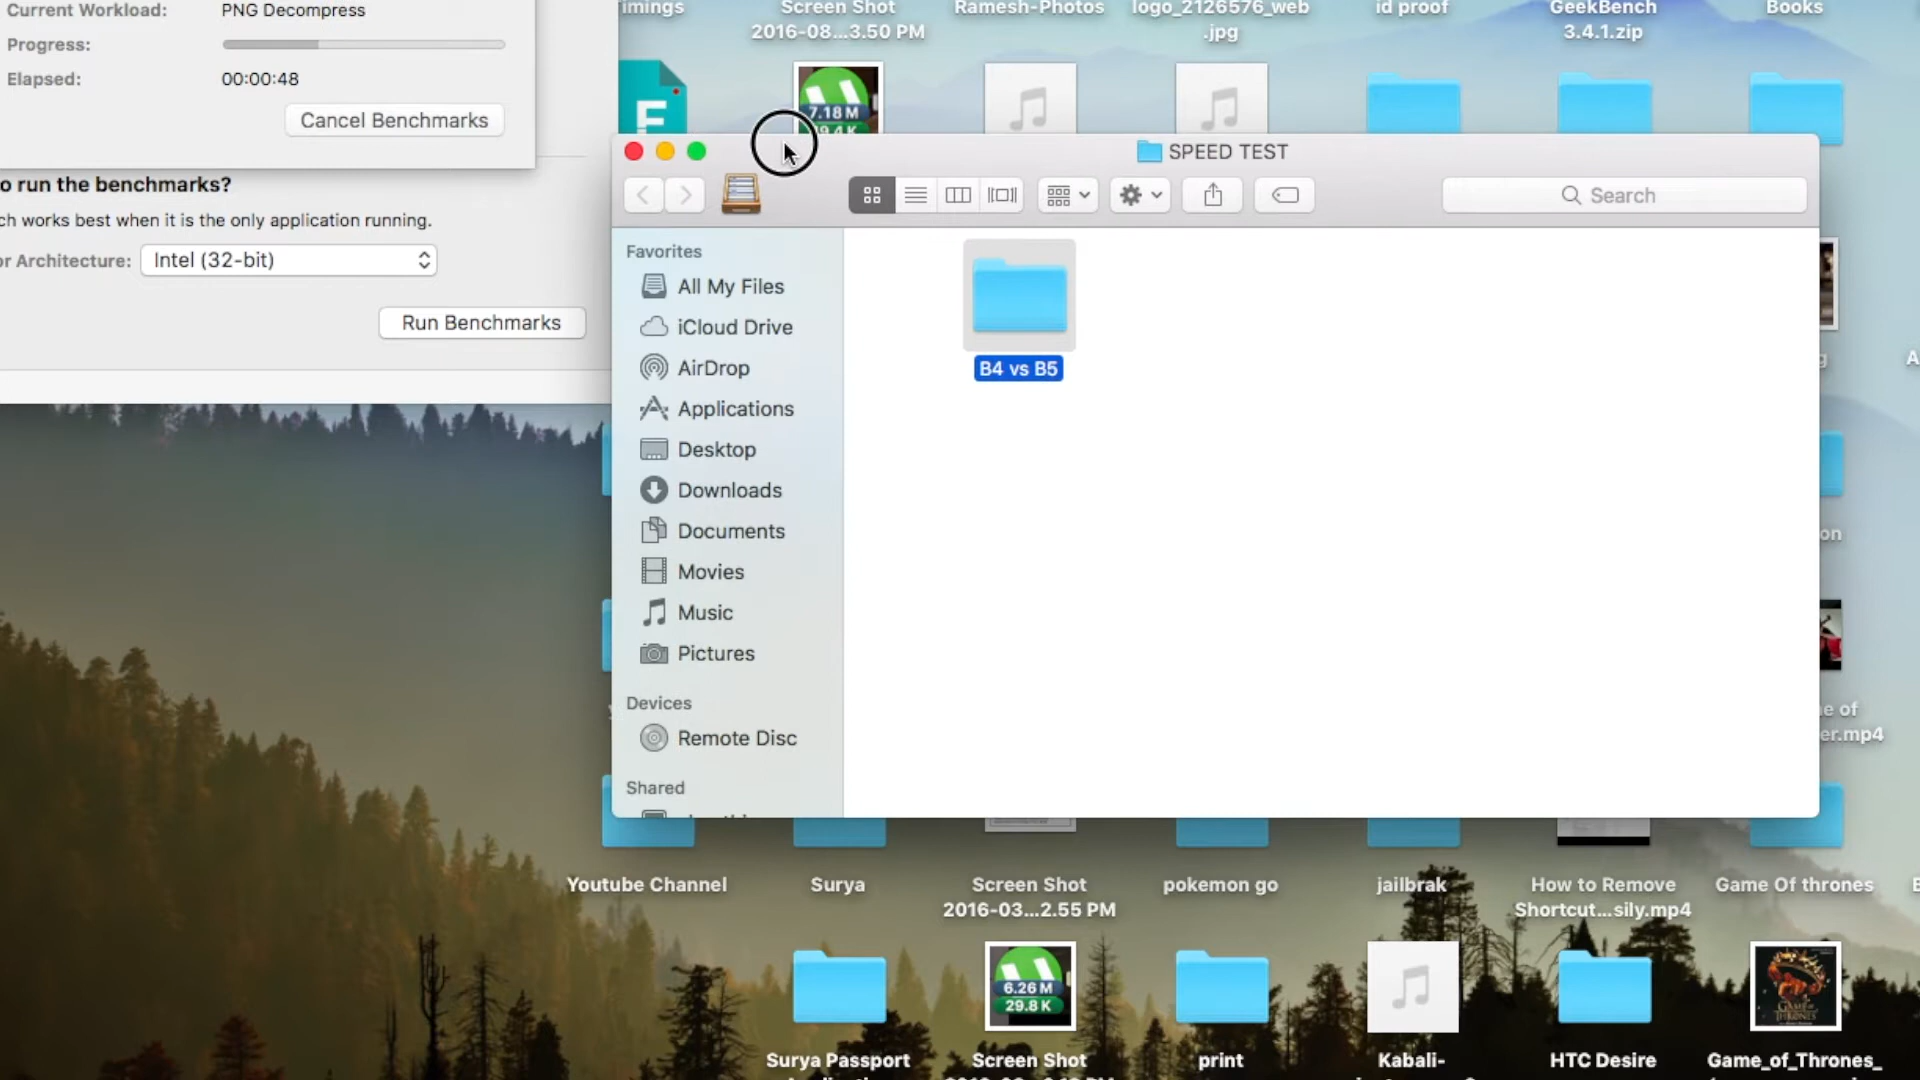 Current Workload: PNG Decompress
Progress:
Elapsed: 00:00:48
Cancel Benchmarks
o run the benchmarks?
ch works best when it is the only application running.
or Architecture: Intel (32-bit)
Run Benchmarks
imings
Screen Shot
2016-08...3.50 PM
Ramesh-Photos
logo_2126576_web
.jpg
id proof
GeekBench
3.4.1.zip
Books
7.18 M
SPEED TEST
Search
Favorites
All My Files
iCloud Drive
AirDrop
Applications
Desktop
Downloads
Documents
Movies
Music
Pictures
Devices
Remote Disc
Shared
B4 vs B5
g
A
on
e of
er.mp4
Youtube Channel
Surya
Screen Shot
2016-03...2.55 PM
pokemon go
jailbrak
How to Remove
Shortcut...sily.mp4
Game Of thrones
6.26 M
29.8 K
GAME OF
THRONES
Surya Passport
Screen Shot
print
Kabali-
HTC Desire
Game_of_Thrones_